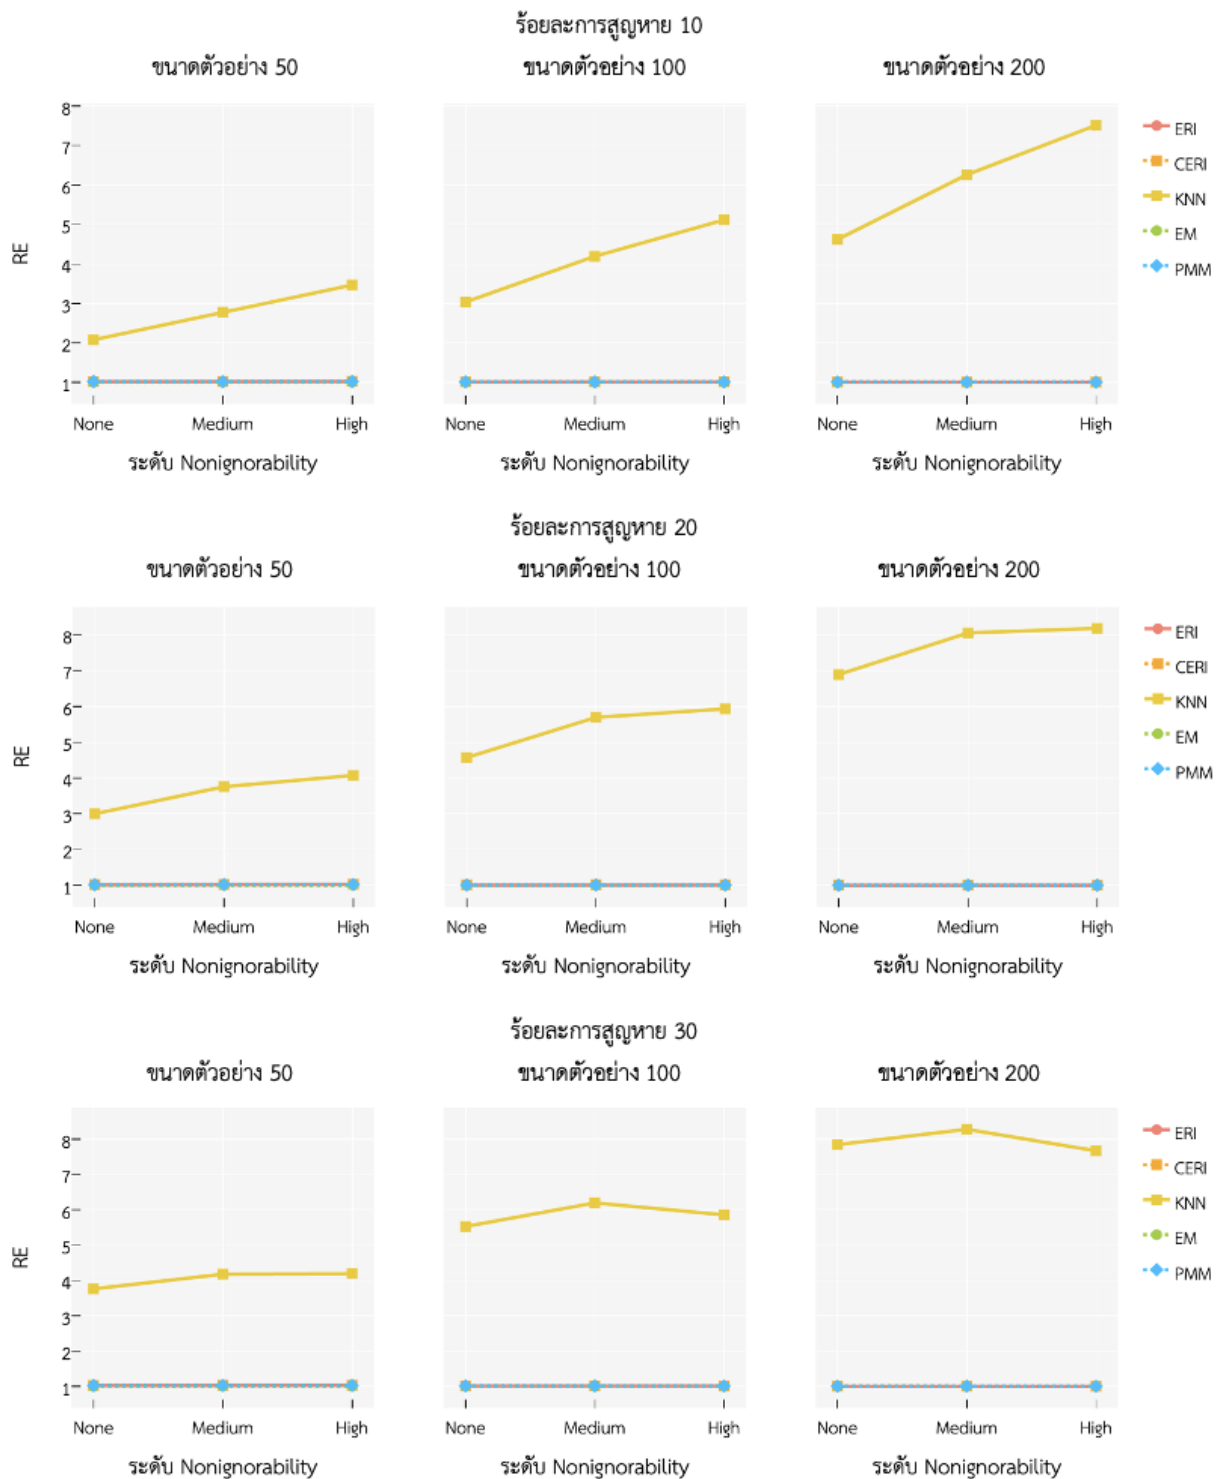 ร้อยละการสูญหาย 10
ขนาดตัวอย่าง 50 ขนาดตัวอย่าง 100 ขนาดตัวอย่าง 200
8
7
6
5
4
3
2
1
RE
None Medium High None Medium High None Medium High
ระดับ Nonignorability ระดับ Nonignorability ระดับ Nonignorability
ERI
CERI
KNN
EM
PMM
ร้อยละการสูญหาย 20
ขนาดตัวอย่าง 50 ขนาดตัวอย่าง 100 ขนาดตัวอย่าง 200
8
7
6
5
4
3
2
1
RE
None Medium High None Medium High None Medium High
ระดับ Nonignorability ระดับ Nonignorability ระดับ Nonignorability
ERI
CERI
KNN
EM
PMM
ร้อยละการสูญหาย 30
ขนาดตัวอย่าง 50 ขนาดตัวอย่าง 100 ขนาดตัวอย่าง 200
8
7
6
5
4
3
2
1
RE
None Medium High None Medium High None Medium High
ระดับ Nonignorability ระดับ Nonignorability ระดับ Nonignorability
ERI
CERI
KNN
EM
PMM